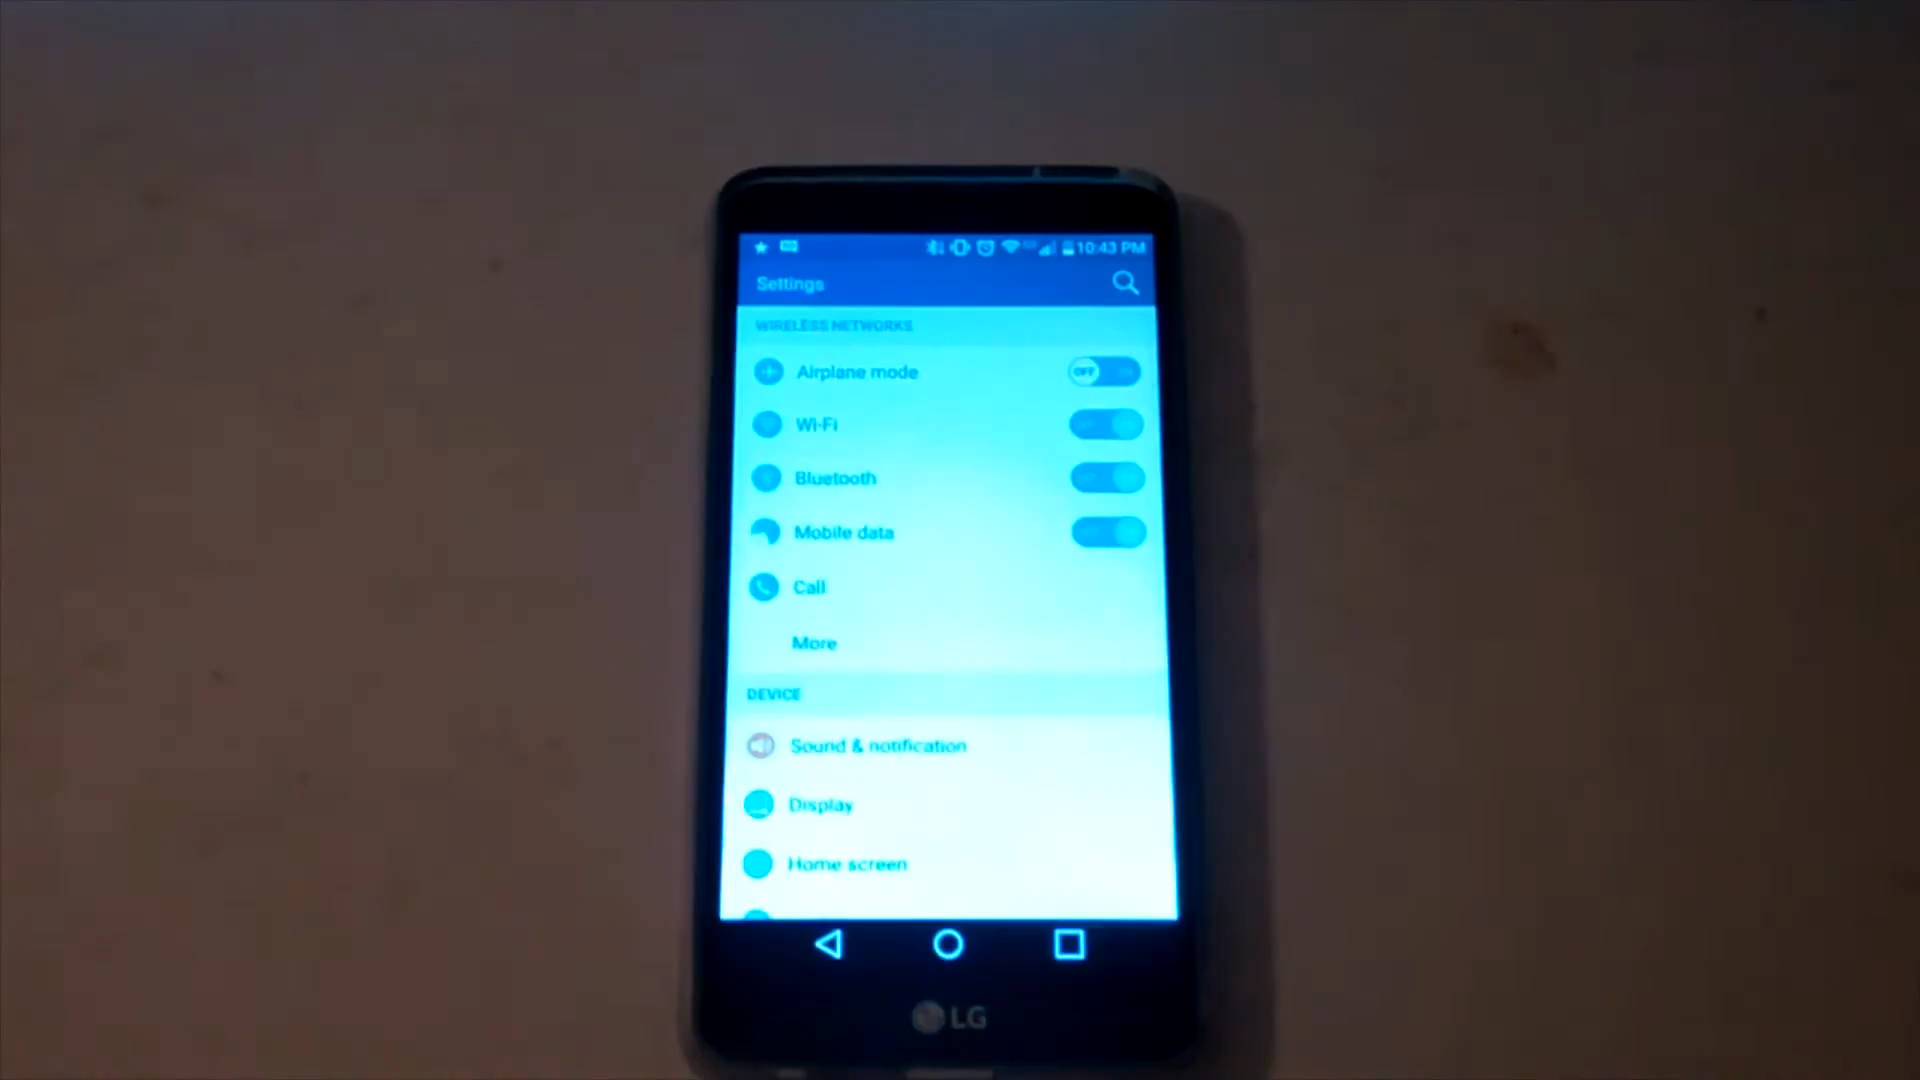 10:43 PM
Settings
WIRELESS NETWORKS
Airplane mode OFF
Wi-Fi
Bluetooth
Mobile data
Call
More
DEVICE
Sound & notification
Display
Home screen
LG